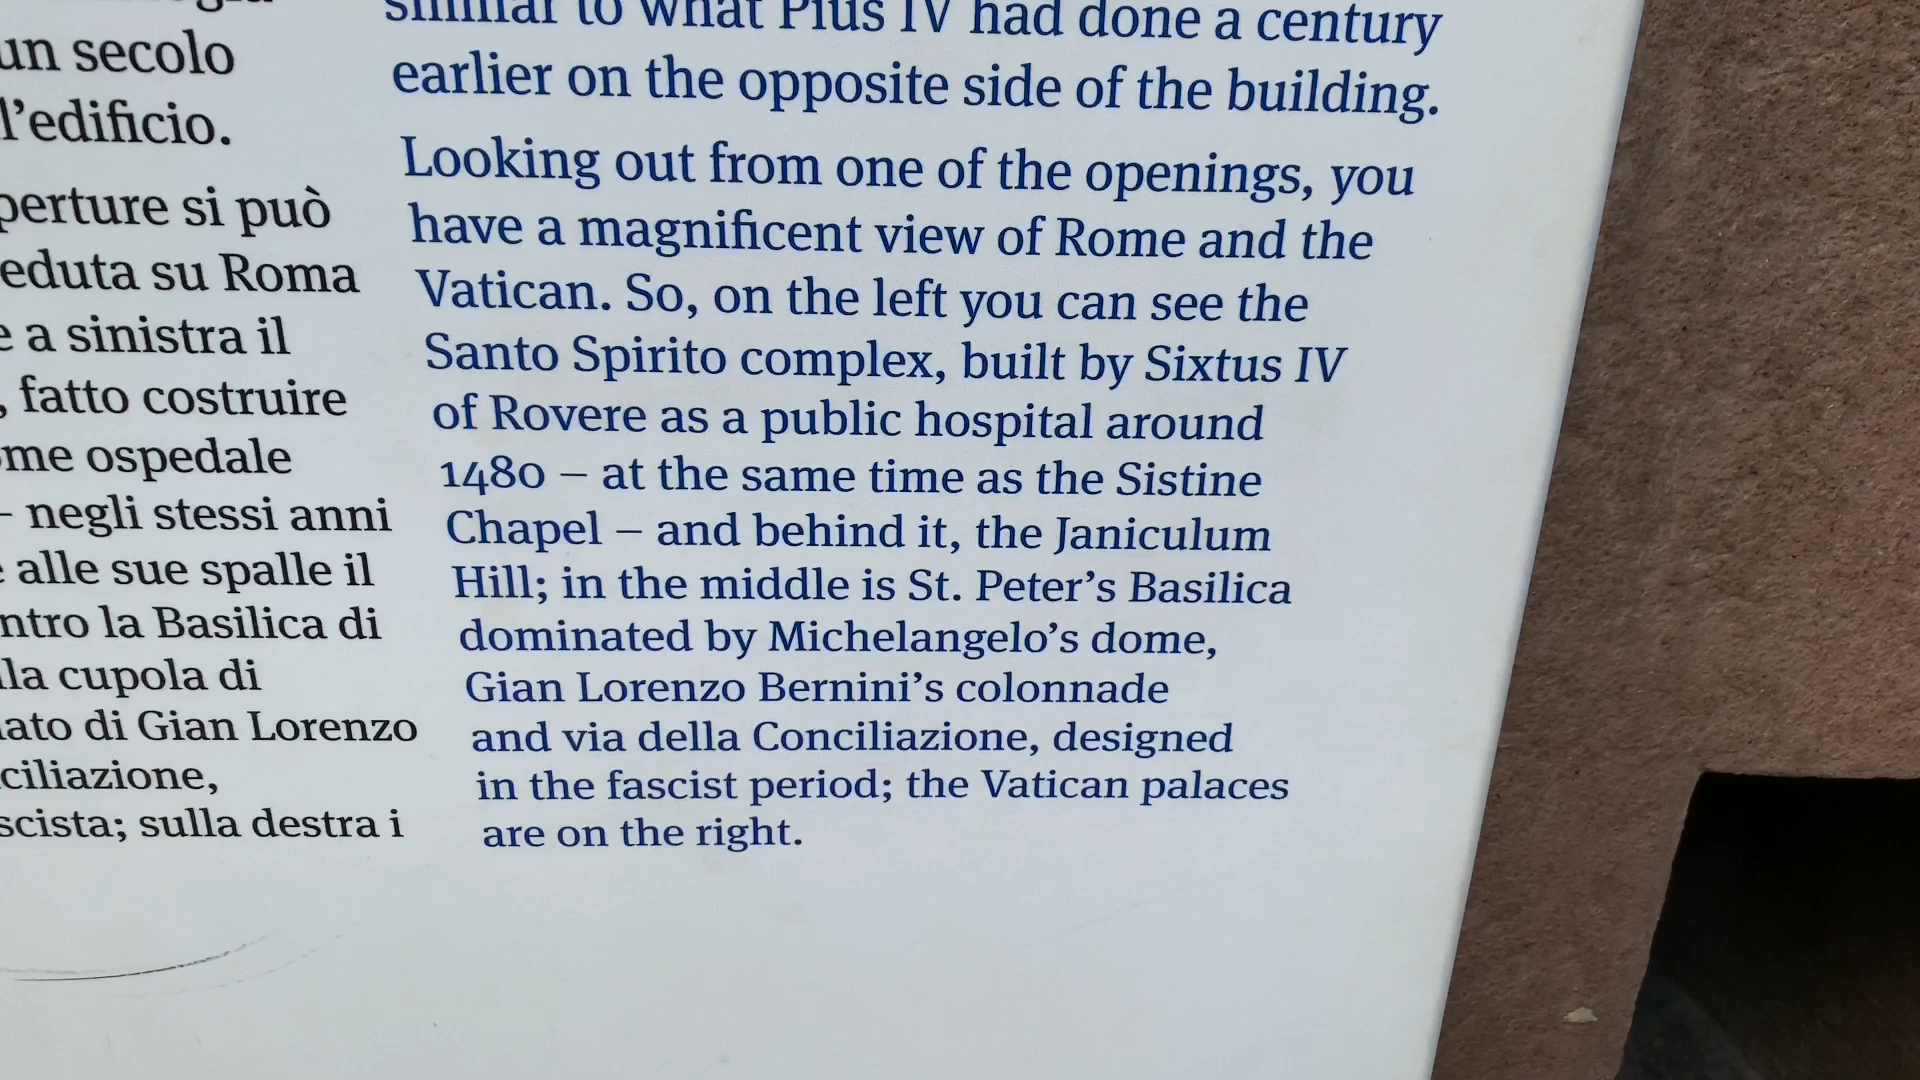 un secolo
l'edificio.
perture si può
eduta su Roma
e a sinistra il
, fatto costruire
me ospedale
– negli stessi anni
e alle sue spalle il
ntro la Basilica di
lla cupola di
ato di Gian Lorenzo
ciliazione,
scista; sulla destra i
similar to what Pius IV had done a century
earlier on the opposite side of the building.
Looking out from one of the openings, you
have a magnificent view of Rome and the
Vatican. So, on the left you can see the
Santo Spirito complex, built by Sixtus IV
of Rovere as a public hospital around
1480 – at the same time as the Sistine
Chapel – and behind it, the Janiculum
Hill; in the middle is St. Peter's Basilica
dominated by Michelangelo's dome,
Gian Lorenzo Bernini's colonnade
and via della Conciliazione, designed
in the fascist period; the Vatican palaces
are on the right.